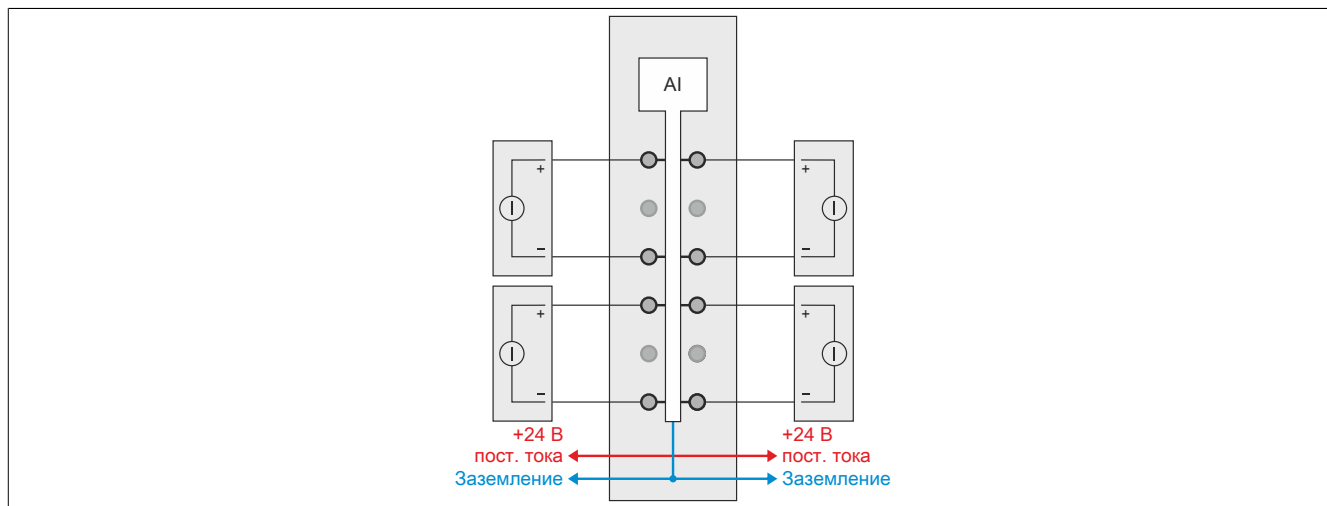 AI
+
−
I
+
−
I
+
−
I
+
−
I
+24 В
пост. тока
Заземление
+24 В
пост. тока
Заземление